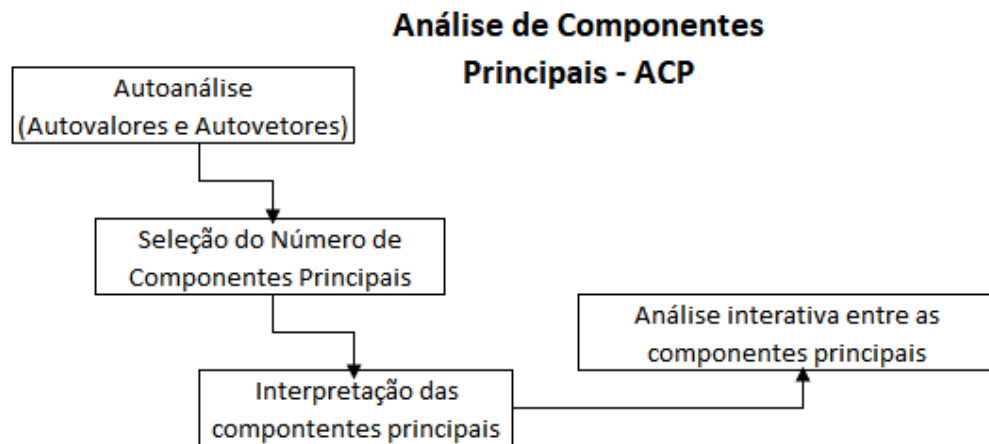 Análise de Componentes
Principais - ACP
Autoanálise
(Autovalores e Autovetores)
Seleção do Número de
Componentes Principais
Análise interativa entre as
componentes principais
Interpretação das
compontentes principais